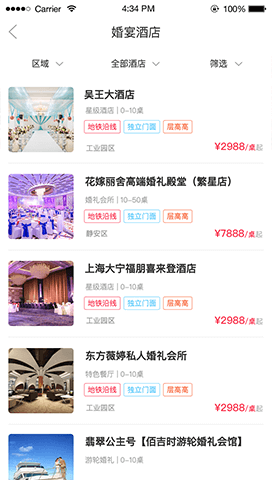 Carrier 4:34 PM 100%
婚宴酒店
区域 全部酒店 筛选
吴王大酒店
星级酒店 | 0-10桌
地铁沿线 独立门面 层高高
工业园区 ¥2988/桌起
花嫁丽舍高端婚礼殿堂（繁星店）
婚礼会所 | 10-50桌
地铁沿线 独立门面 层高高
静安区 ¥7888/桌起
上海大宁福朋喜来登酒店
星级酒店 | 0-10桌
地铁沿线 独立门面 层高高
工业园区 ¥2988/桌起
东方薇婷私人婚礼会所
特色餐厅 | 0-10桌
地铁沿线 独立门面 层高高
工业园区 ¥2988/桌起
翡翠公主号【佰吉时游轮婚礼会馆】
游轮婚礼 | 0-10桌